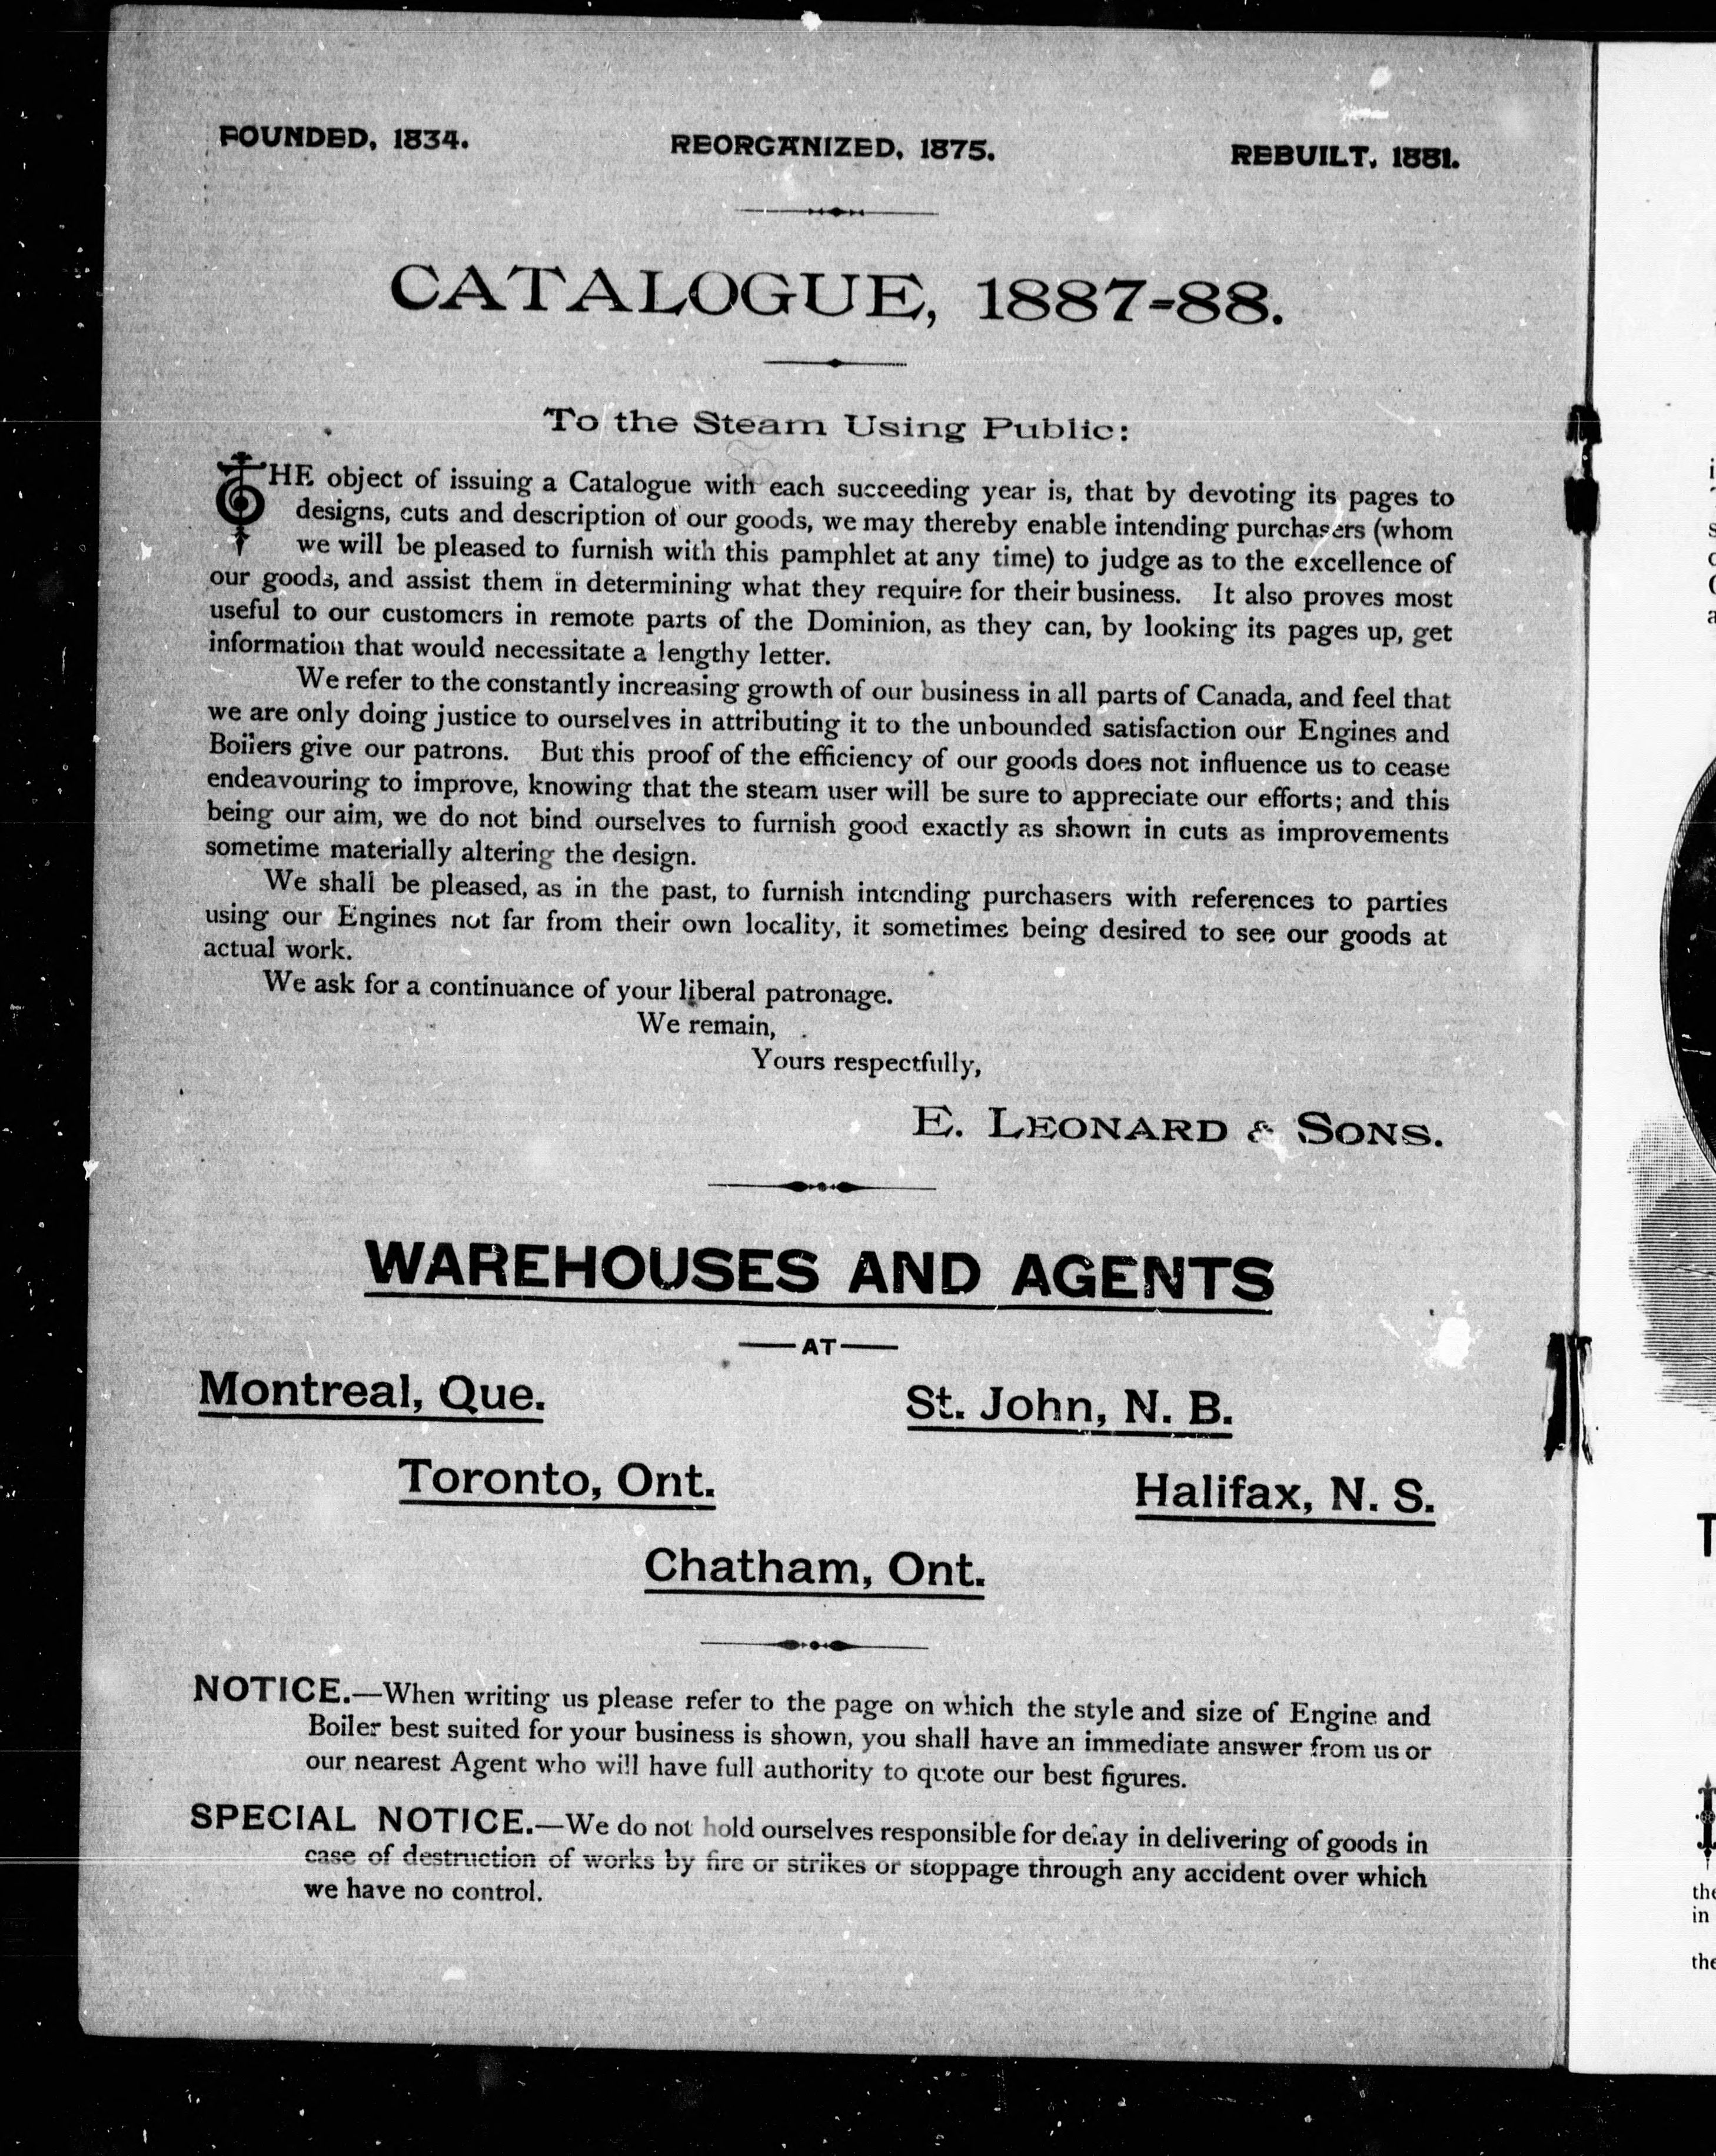 FOUNDED, 1834. REORGANIZED, 1875. REBUILT, 1881.
CATALOGUE, 1887-88.
To the Steam Using Public:
THE object of issuing a Catalogue with each succeeding year is, that by devoting its pages to
designs, cuts and description of our goods, we may thereby enable intending purchasers (whom
we will be pleased to furnish with this pamphlet at any time) to judge as to the excellence of
our goods, and assist them in determining what they require for their business. It also proves most
useful to our customers in remote parts of the Dominion, as they can, by looking its pages up, get
information that would necessitate a lengthy letter.
We refer to the constantly increasing growth of our business in all parts of Canada, and feel that
we are only doing justice to ourselves in attributing it to the unbounded satisfaction our Engines and
Boilers give our patrons. But this proof of the efficiency of our goods does not influence us to cease
endeavouring to improve, knowing that the steam user will be sure to appreciate our efforts; and this
being our aim, we do not bind ourselves to furnish good exactly as shown in cuts as improvements
sometime materially altering the design.
We shall be pleased, as in the past, to furnish intending purchasers with references to parties
using our Engines not far from their own locality, it sometimes being desired to see our goods at
actual work.
We ask for a continuance of your liberal patronage.
We remain,
Yours respectfully,
E. LEONARD & SONS.
WAREHOUSES AND AGENTS
—AT—
Montreal, Que. St. John, N. B.
Toronto, Ont. Halifax, N. S.
Chatham, Ont.
NOTICE.—When writing us please refer to the page on which the style and size of Engine and
Boiler best suited for your business is shown, you shall have an immediate answer from us or
our nearest Agent who will have full authority to quote our best figures.
SPECIAL NOTICE.—We do not hold ourselves responsible for delay in delivering of goods in
case of destruction of works by fire or strikes or stoppage through any accident over which
we have no control.